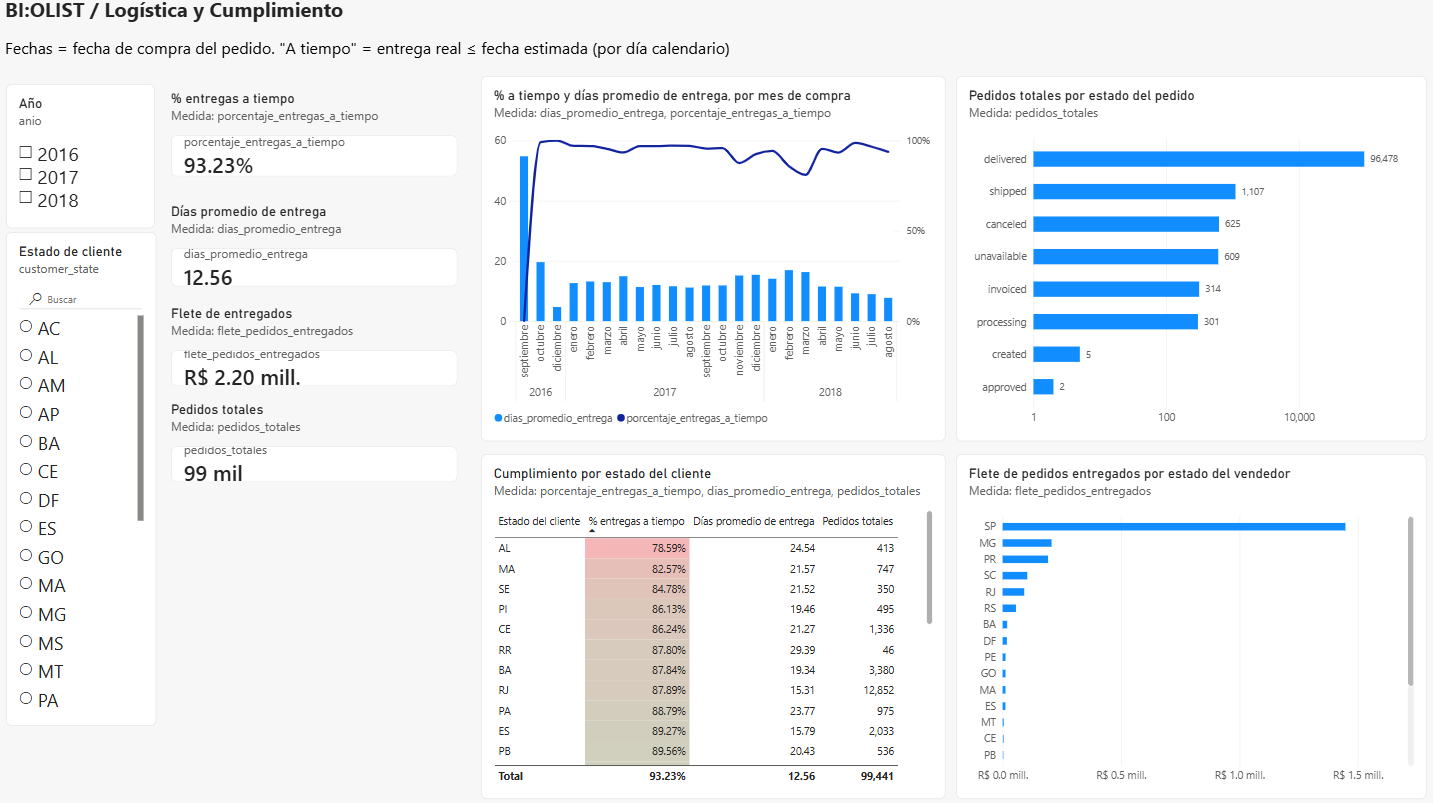 BI:OLIST / Logística y Cumplimiento
Fechas = fecha de compra del pedido. "A tiempo" = entrega real ≤ fecha estimada (por día calendario)
Año
anio
2016
2017
2018
Estado de cliente
customer_state
Buscar
AC
AL
AM
AP
BA
CE
DF
ES
GO
MA
MG
MS
MT
PA
% entregas a tiempo
Medida: porcentaje_entregas_a_tiempo
porcentaje_entregas_a_tiempo
93.23%
Días promedio de entrega
Medida: dias_promedio_entrega
dias_promedio_entrega
12.56
Flete de entregados
Medida: flete_pedidos_entregados
flete_pedidos_entregados
R$ 2.20 mill.
Pedidos totales
Medida: pedidos_totales
pedidos_totales
99 mil
% a tiempo y días promedio de entrega, por mes de compra
Medida: dias_promedio_entrega, porcentaje_entregas_a_tiempo
60
40
20
0
100%
50%
0%
septiembre
octubre
diciembre
enero
febrero
marzo
abril
mayo
junio
julio
agosto
septiembre
octubre
noviembre
diciembre
enero
febrero
marzo
abril
mayo
junio
julio
agosto
2016 2017 2018
dias_promedio_entrega porcentaje_entregas_a_tiempo
Pedidos totales por estado del pedido
Medida: pedidos_totales
delivered 96,478
shipped 1,107
canceled 625
unavailable 609
invoiced 314
processing 301
created 5
approved 2
1 100 10,000
Cumplimiento por estado del cliente
Medida: porcentaje_entregas_a_tiempo, dias_promedio_entrega, pedidos_totales
Estado del cliente % entregas a tiempo Días promedio de entrega Pedidos totales
AL 78.59% 24.54 413
MA 82.57% 21.57 747
SE 84.78% 21.52 350
PI 86.13% 19.46 495
CE 86.24% 21.27 1,336
RR 87.80% 29.39 46
BA 87.84% 19.34 3,380
RJ 87.89% 15.31 12,852
PA 88.79% 23.77 975
ES 89.27% 15.79 2,033
PB 89.56% 20.43 536
Total 93.23% 12.56 99,441
Flete de pedidos entregados por estado del vendedor
Medida: flete_pedidos_entregados
SP
MG
PR
SC
RJ
RS
BA
DF
PE
GO
MA
ES
MT
CE
PB
R$ 0.0 mill. R$ 0.5 mill. R$ 1.0 mill. R$ 1.5 mill.